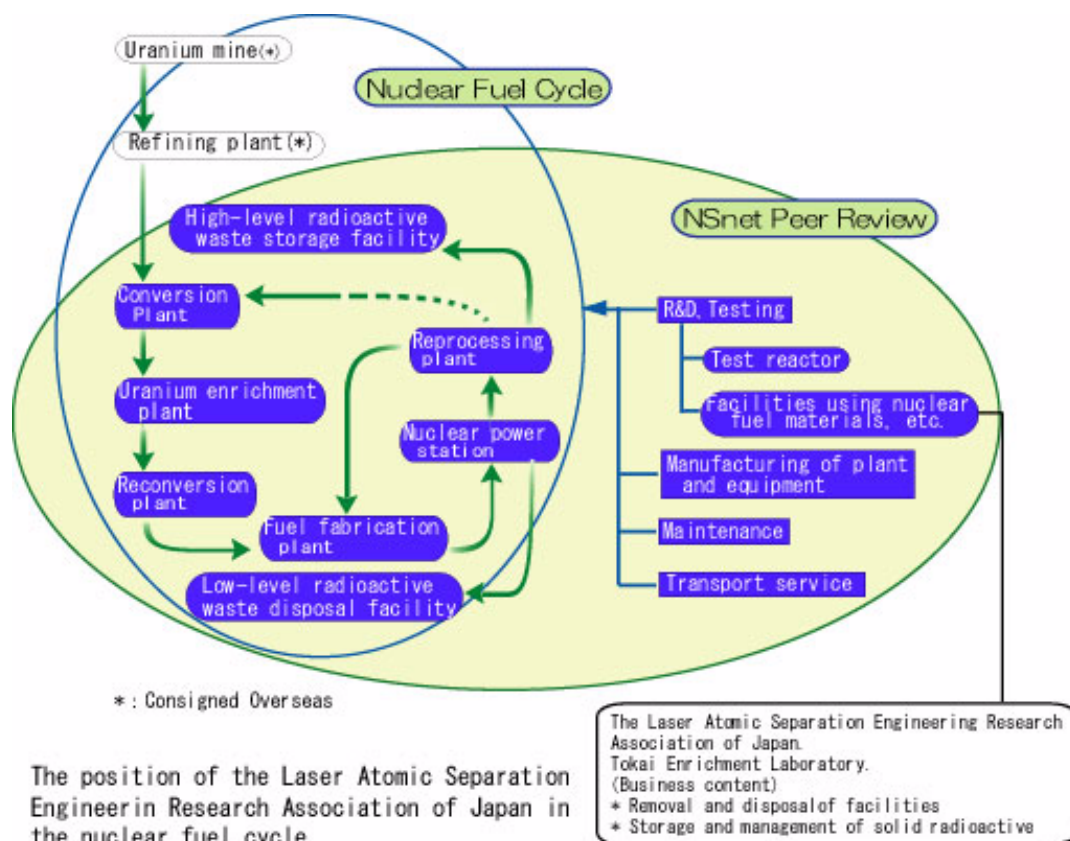 Uranium mine(*)
Nuclear Fuel Cycle
Refining plant(*)
High-level radioactive
waste storage facility
NSnet Peer Review
Conversion
Plant
R&D,Testing
Reprocessing
plant
Test reactor
Uranium enrichment
plant
Facilities using nuclear
fuel materials, etc.
Nuclear power
station
Manufacturing of plant
and equipment
Reconversion
plant
Fuel fabrication
plant
Maintenance
Low-level radioactive
waste disposal facility
Transport service
*:Consigned Overseas
The Laser Atomic Separation Engineering Research
Association of Japan.
Tokai Enrichment Laboratory.
(Business content)
* Removal and disposalof facilities
* Storage and management of solid radioactive
The position of the Laser Atomic Separation
Engineerin Research Association of Japan in
the nuclear fuel cycle